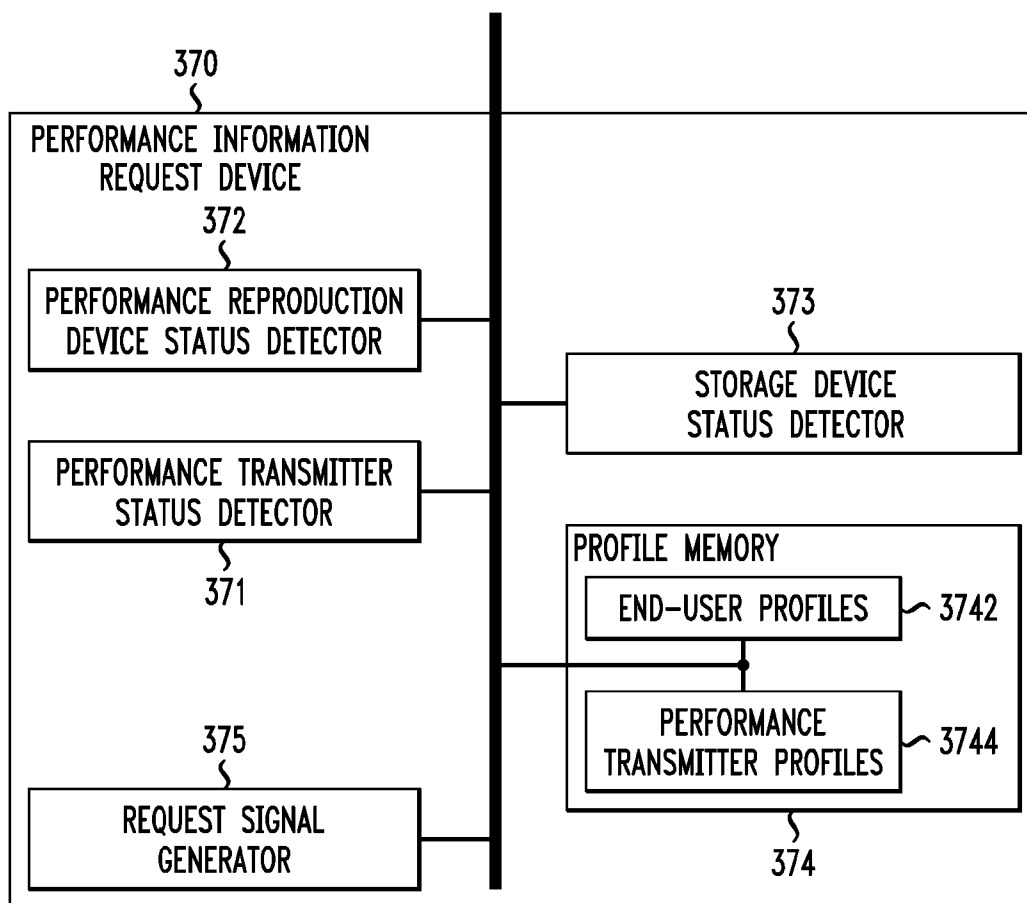 370
PERFORMANCE INFORMATION
REQUEST DEVICE
372
PERFORMANCE REPRODUCTION
DEVICE STATUS DETECTOR
373
STORAGE DEVICE
STATUS DETECTOR
PERFORMANCE TRANSMITTER
STATUS DETECTOR
371
PROFILE MEMORY
END-USER PROFILES
3742
PERFORMANCE
TRANSMITTER PROFILES
3744
374
375
REQUEST SIGNAL
GENERATOR